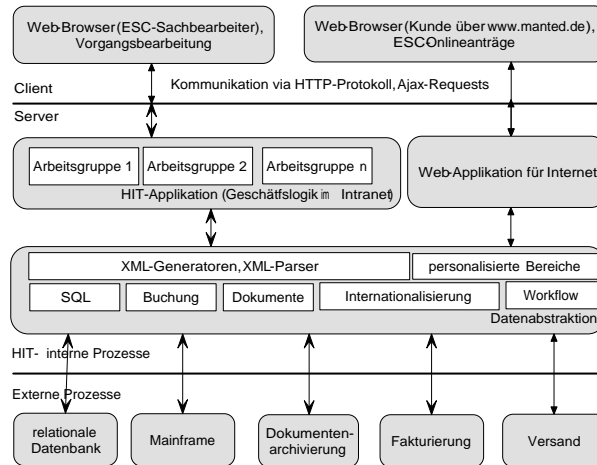 Web-Browser (ESC-Sachbearbeiter),
Vorgangsbearbeitung
Web-Browser (Kunde über www.manted.de),
ESC-Onlineanträge
Kommunikation via HTTP-Protokoll, Ajax-Requests
Client
Server
Arbeitsgruppe 1
Arbeitsgruppe 2
Arbeitsgruppe n
HIT-Applikation (Geschäfslogik im Intranet)
Web-Applikation für Internet
XML-Generatoren, XML-Parser
personalisierte Bereiche
SQL
Buchung
Dokumente
Internationalisierung
Workflow
Datenabstraktion
HIT- interne Prozesse
Externe Prozesse
relationale
Datenbank
Mainframe
Dokumenten-
archivierung
Fakturierung
Versand